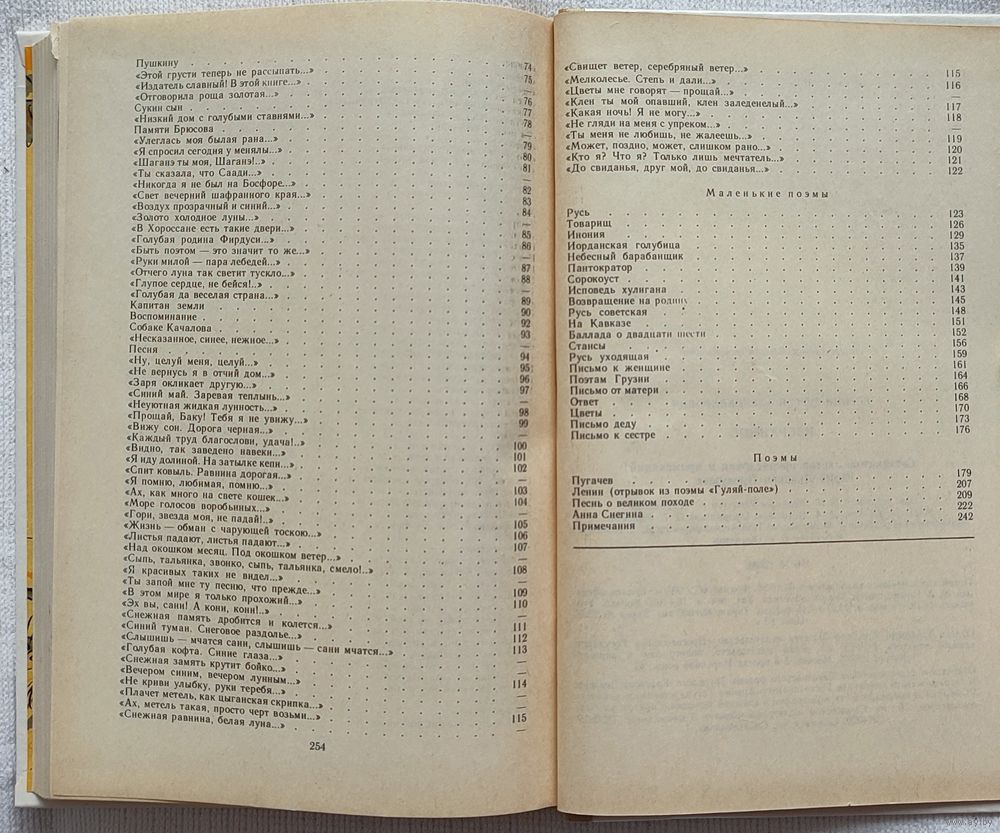 Пушкину 74
«Этой грусти теперь не рассыпать...» 75
«Издатель славный! В этой книге...» —
«Отговорила роща золотая...» 76
Сукин сын 77
«Низкий дом с голубыми ставнями...» 78
Памяти Брюсова —
«Улеглась моя былая рана...» 79
«Я спросил сегодня у менялы...» 80
«Шаганэ ты моя, Шаганэ!..» 81
«Ты сказала, что Саади...» —
«Никогда я не был на Босфоре...» 82
«Свет вечерний шафранного края...» 83
«Воздух прозрачный и синий...» 84
«Золото холодное луны...» —
«В Хороссане есть такие двери...» 85
«Голубая родина Фирдуси...» 86
«Быть поэтом — это значит то же...» —
«Руки милой — пара лебедей...» 87
«Отчего луна так светит тускло...» 88
«Глупое сердце, не бейся!..» —
«Голубая да веселая страна...» 89
Капитан земли 90
Воспоминание 92
Собаке Качалова 93
«Несказанное, синее, нежное...» —
Песня 94
«Ну, целуй меня, целуй...» 95
«Не вернусь я в отчий дом...» 96
«Заря окликает другую...» 97
«Синий май. Заревая теплынь...» —
«Неуютная жидкая лунность...» 98
«Прощай, Баку! Тебя я не увижу...» 99
«Вижу сон. Дорога черная...» —
«Каждый труд благослови, удача!..» 100
«Видно, так заведено навеки...» 101
«Я иду долиной. На затылке кепи...» 102
«Спит ковыль. Равнина дорогая...» —
«Я помню, любимая, помню...» 103
«Ах, как много на свете кошек...» 104
«Море голосов воробьиных...» —
«Гори, звезда моя, не падай!..» 105
«Жизнь — обман с чарующей тоскою...» 106
«Листья падают, листья падают...» 107
«Над окошком месяц. Под окошком ветер...» —
«Сыпь, тальянка, звонко, сыпь, тальянка, смело!..» 108
«Я красивых таких не видел...» —
«Ты запой мне ту песню, что прежде...» 109
«В этом мире я только прохожий...» 110
«Эх вы, сани! А кони, кони!..» —
«Снежная память дробится и колется...» 111
«Синий туман. Снеговое раздолье...» 112
«Слышишь — мчатся сани, слышишь — сани мчатся...» 113
«Голубая кофта. Синие глаза...» —
«Снежная замять крутит бойко...» —
«Вечером синим, вечером лунным...» 114
«Не криви улыбку, руки теребя...» —
«Плачет метель, как цыганская скрипка...» —
«Ах, метель такая, просто черт возьми...» 115
«Снежная равнина, белая луна...» —
254
«Свищет ветер, серебряный ветер...» 115
«Мелколесье. Степь и дали...» 116
«Цветы мне говорят — прощай...» —
«Клен ты мой опавший, клен заледенелый...» 117
«Какая ночь! Я не могу...» 118
«Не гляди на меня с упреком...» —
«Ты меня не любишь, не жалеешь...» 119
«Может, поздно, может, слишком рано...» 120
«Кто я? Что я? Только лишь мечтатель...» 121
«До свиданья, друг мой, до свиданья...» 122
Маленькие поэмы
Русь 123
Товарищ 126
Инония 129
Иорданская голубица 135
Небесный барабанщик 137
Пантократор 139
Сорокоуст 141
Исповедь хулигана 143
Возвращение на родину 145
Русь советская 148
На Кавказе 151
Баллада о двадцати шести 152
Стансы 156
Русь уходящая 159
Письмо к женщине 161
Поэтам Грузии 164
Письмо от матери 166
Ответ 168
Цветы 170
Письмо деду 173
Письмо к сестре 176
Поэмы
Пугачев 179
Ленин (отрывок из поэмы «Гуляй-поле») 207
Песнь о великом походе 209
Анна Снегина 222
Примечания 242